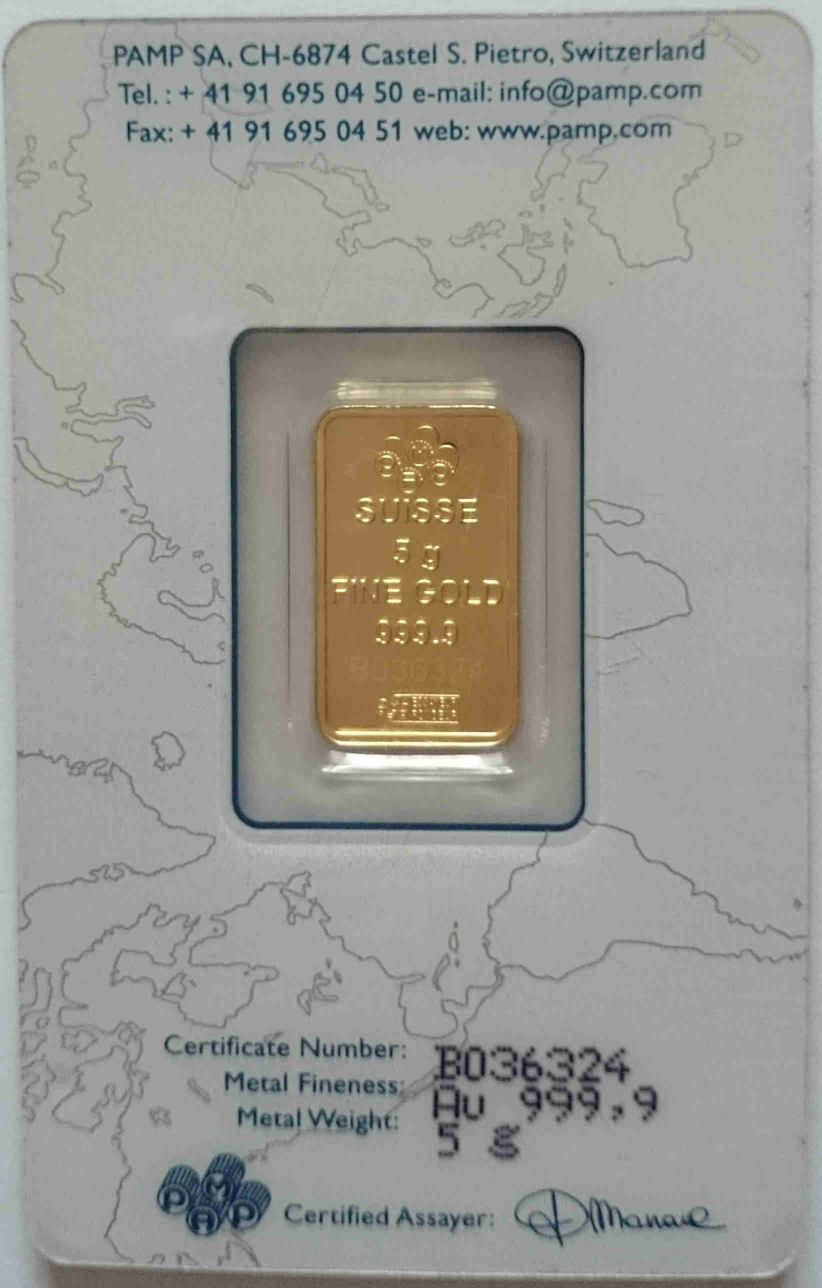 PAMP SA, CH-6874 Castel S. Pietro, Switzerland
Tel. : + 41 91 695 04 50 e-mail: info@pamp.com
Fax: + 41 91 695 04 51 web: www.pamp.com
PAMP
SUISSE
5 g
FINE GOLD
999.9
B036324
Certificate Number: B036324
Metal Fineness: Au 999,9
Metal Weight: 5 g
PAMP
Certified Assayer: